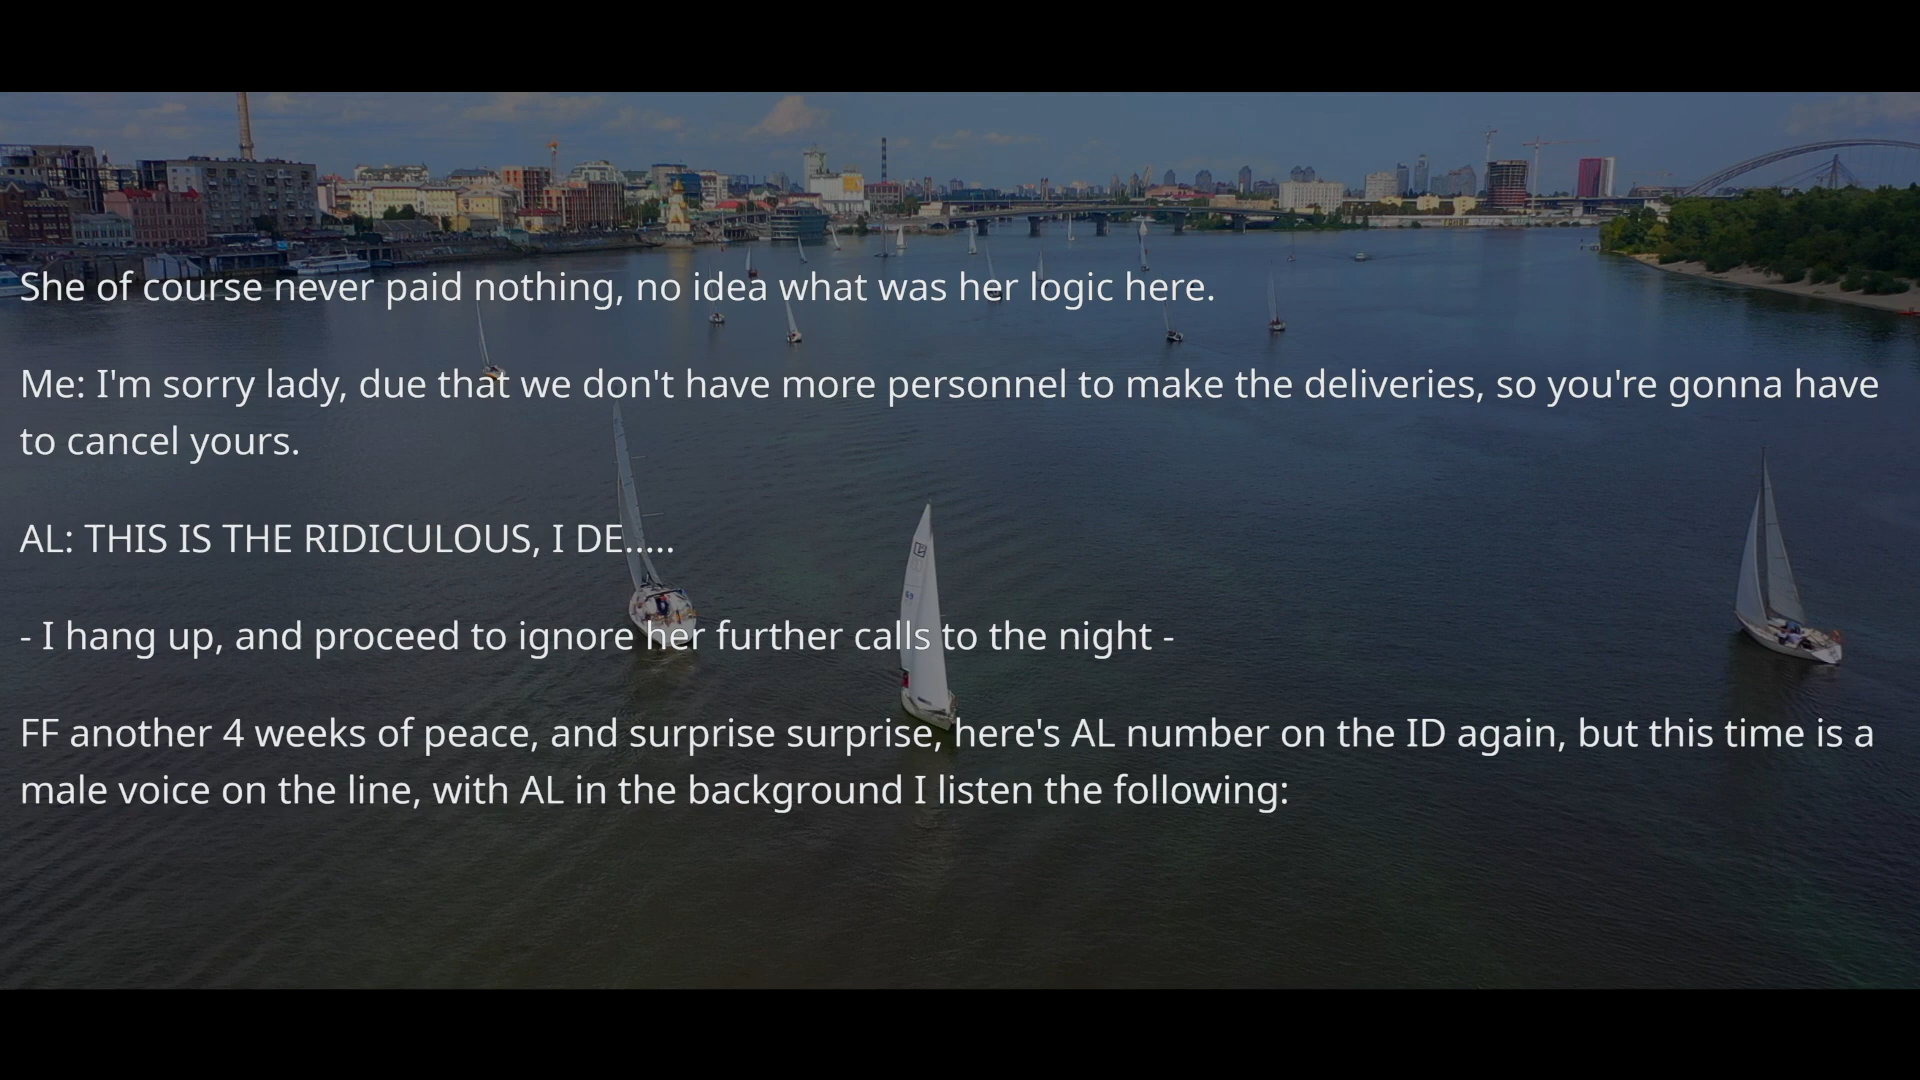 She of course never paid nothing, no idea what was her logic here.
Me: I'm sorry lady, due that we don't have more personnel to make the deliveries, so you're gonna have
to cancel yours.
AL: THIS IS THE RIDICULOUS, I DE.....
- I hang up, and proceed to ignore her further calls to the night -
FF another 4 weeks of peace, and surprise surprise, here's AL number on the ID again, but this time is a
male voice on the line, with AL in the background I listen the following: